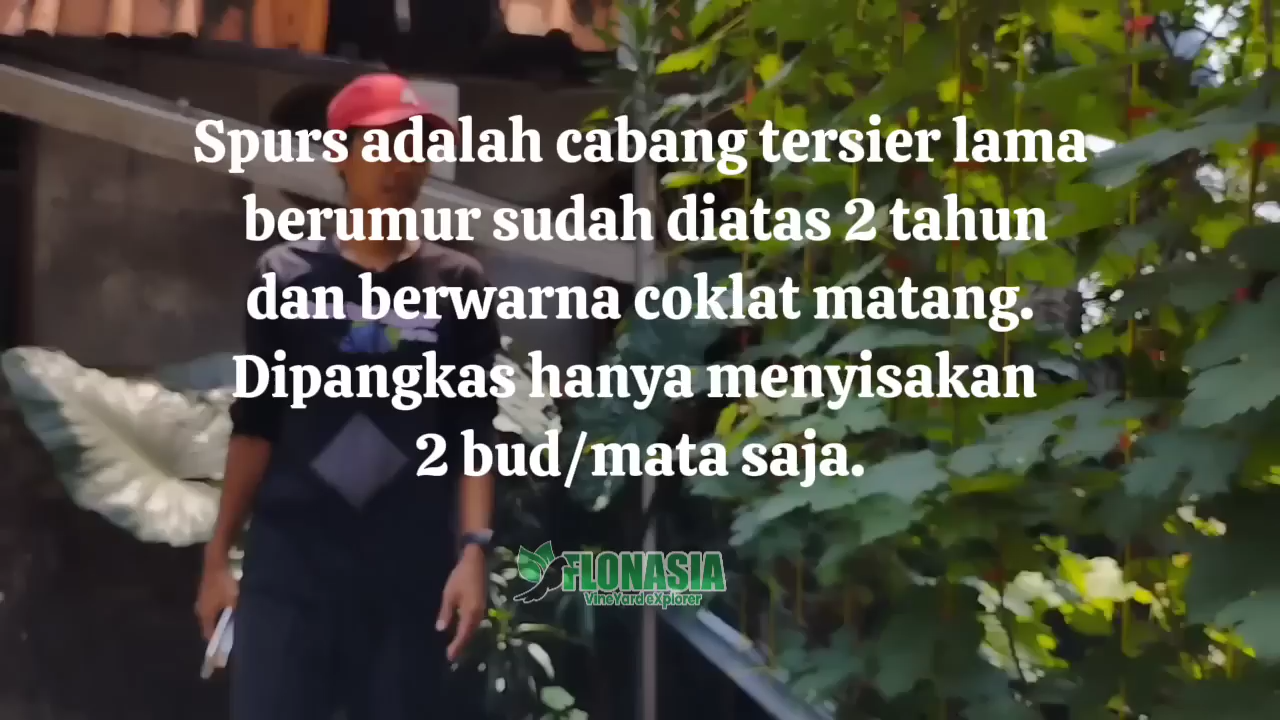 Spurs adalah cabang tersier lama
berumur sudah diatas 2 tahun
dan berwarna coklat matang.
Dipangkas hanya menyisakan
2 bud/mata saja.
FLONASIA
VineYard eXplorer